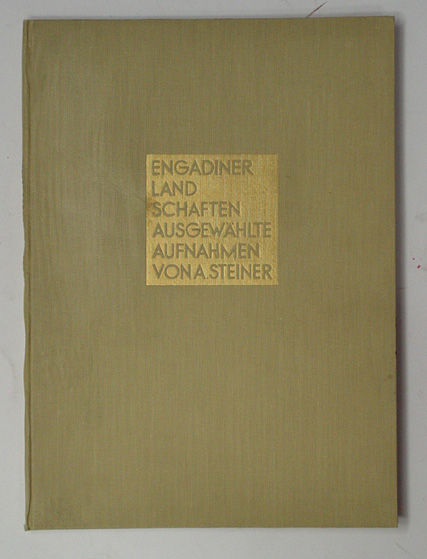 ENGADINER
LAND
SCHAFTEN
AUSGEWÄHLTE
AUFNAHMEN
VON A. STEINER